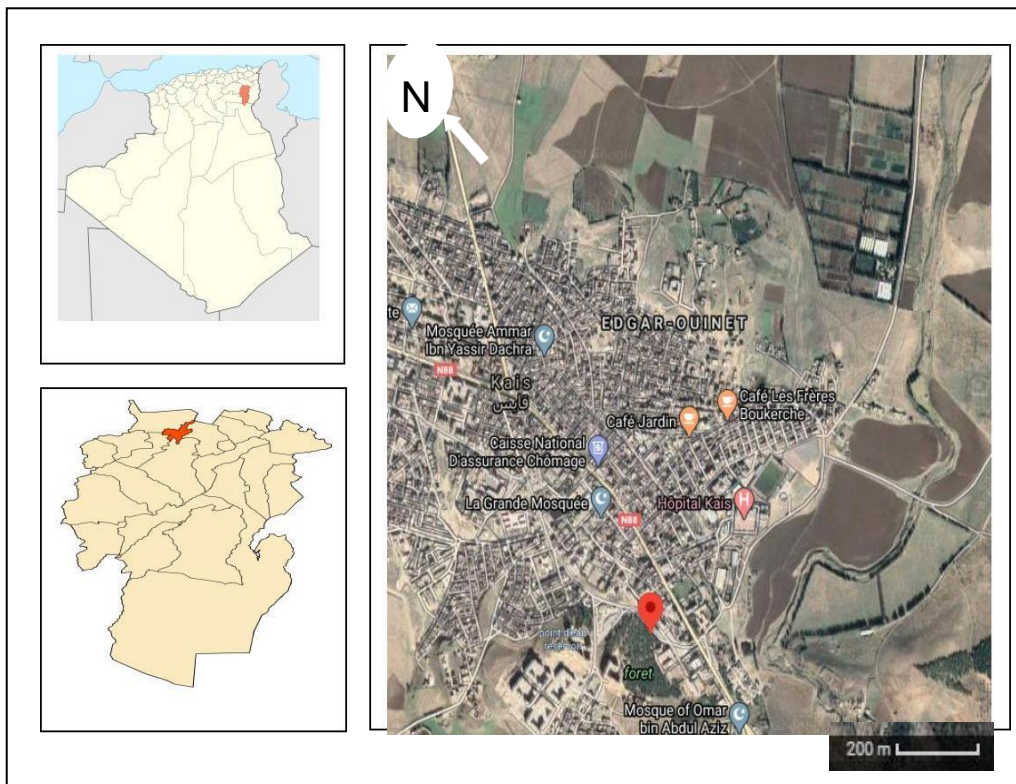 N
EDGAR-OUINET
te
Mosquée Ammar
Ibn Yassir Dachra
N88
Kais
قايس
Café Les Frères
Boukerche
Café Jardin
Caisse National
D'assurance Chômage
La Grande Mosquée
Hôpital Kais
N88
reservoir
foret
Mosque of Omar
bin Abdul Aziz
200 m